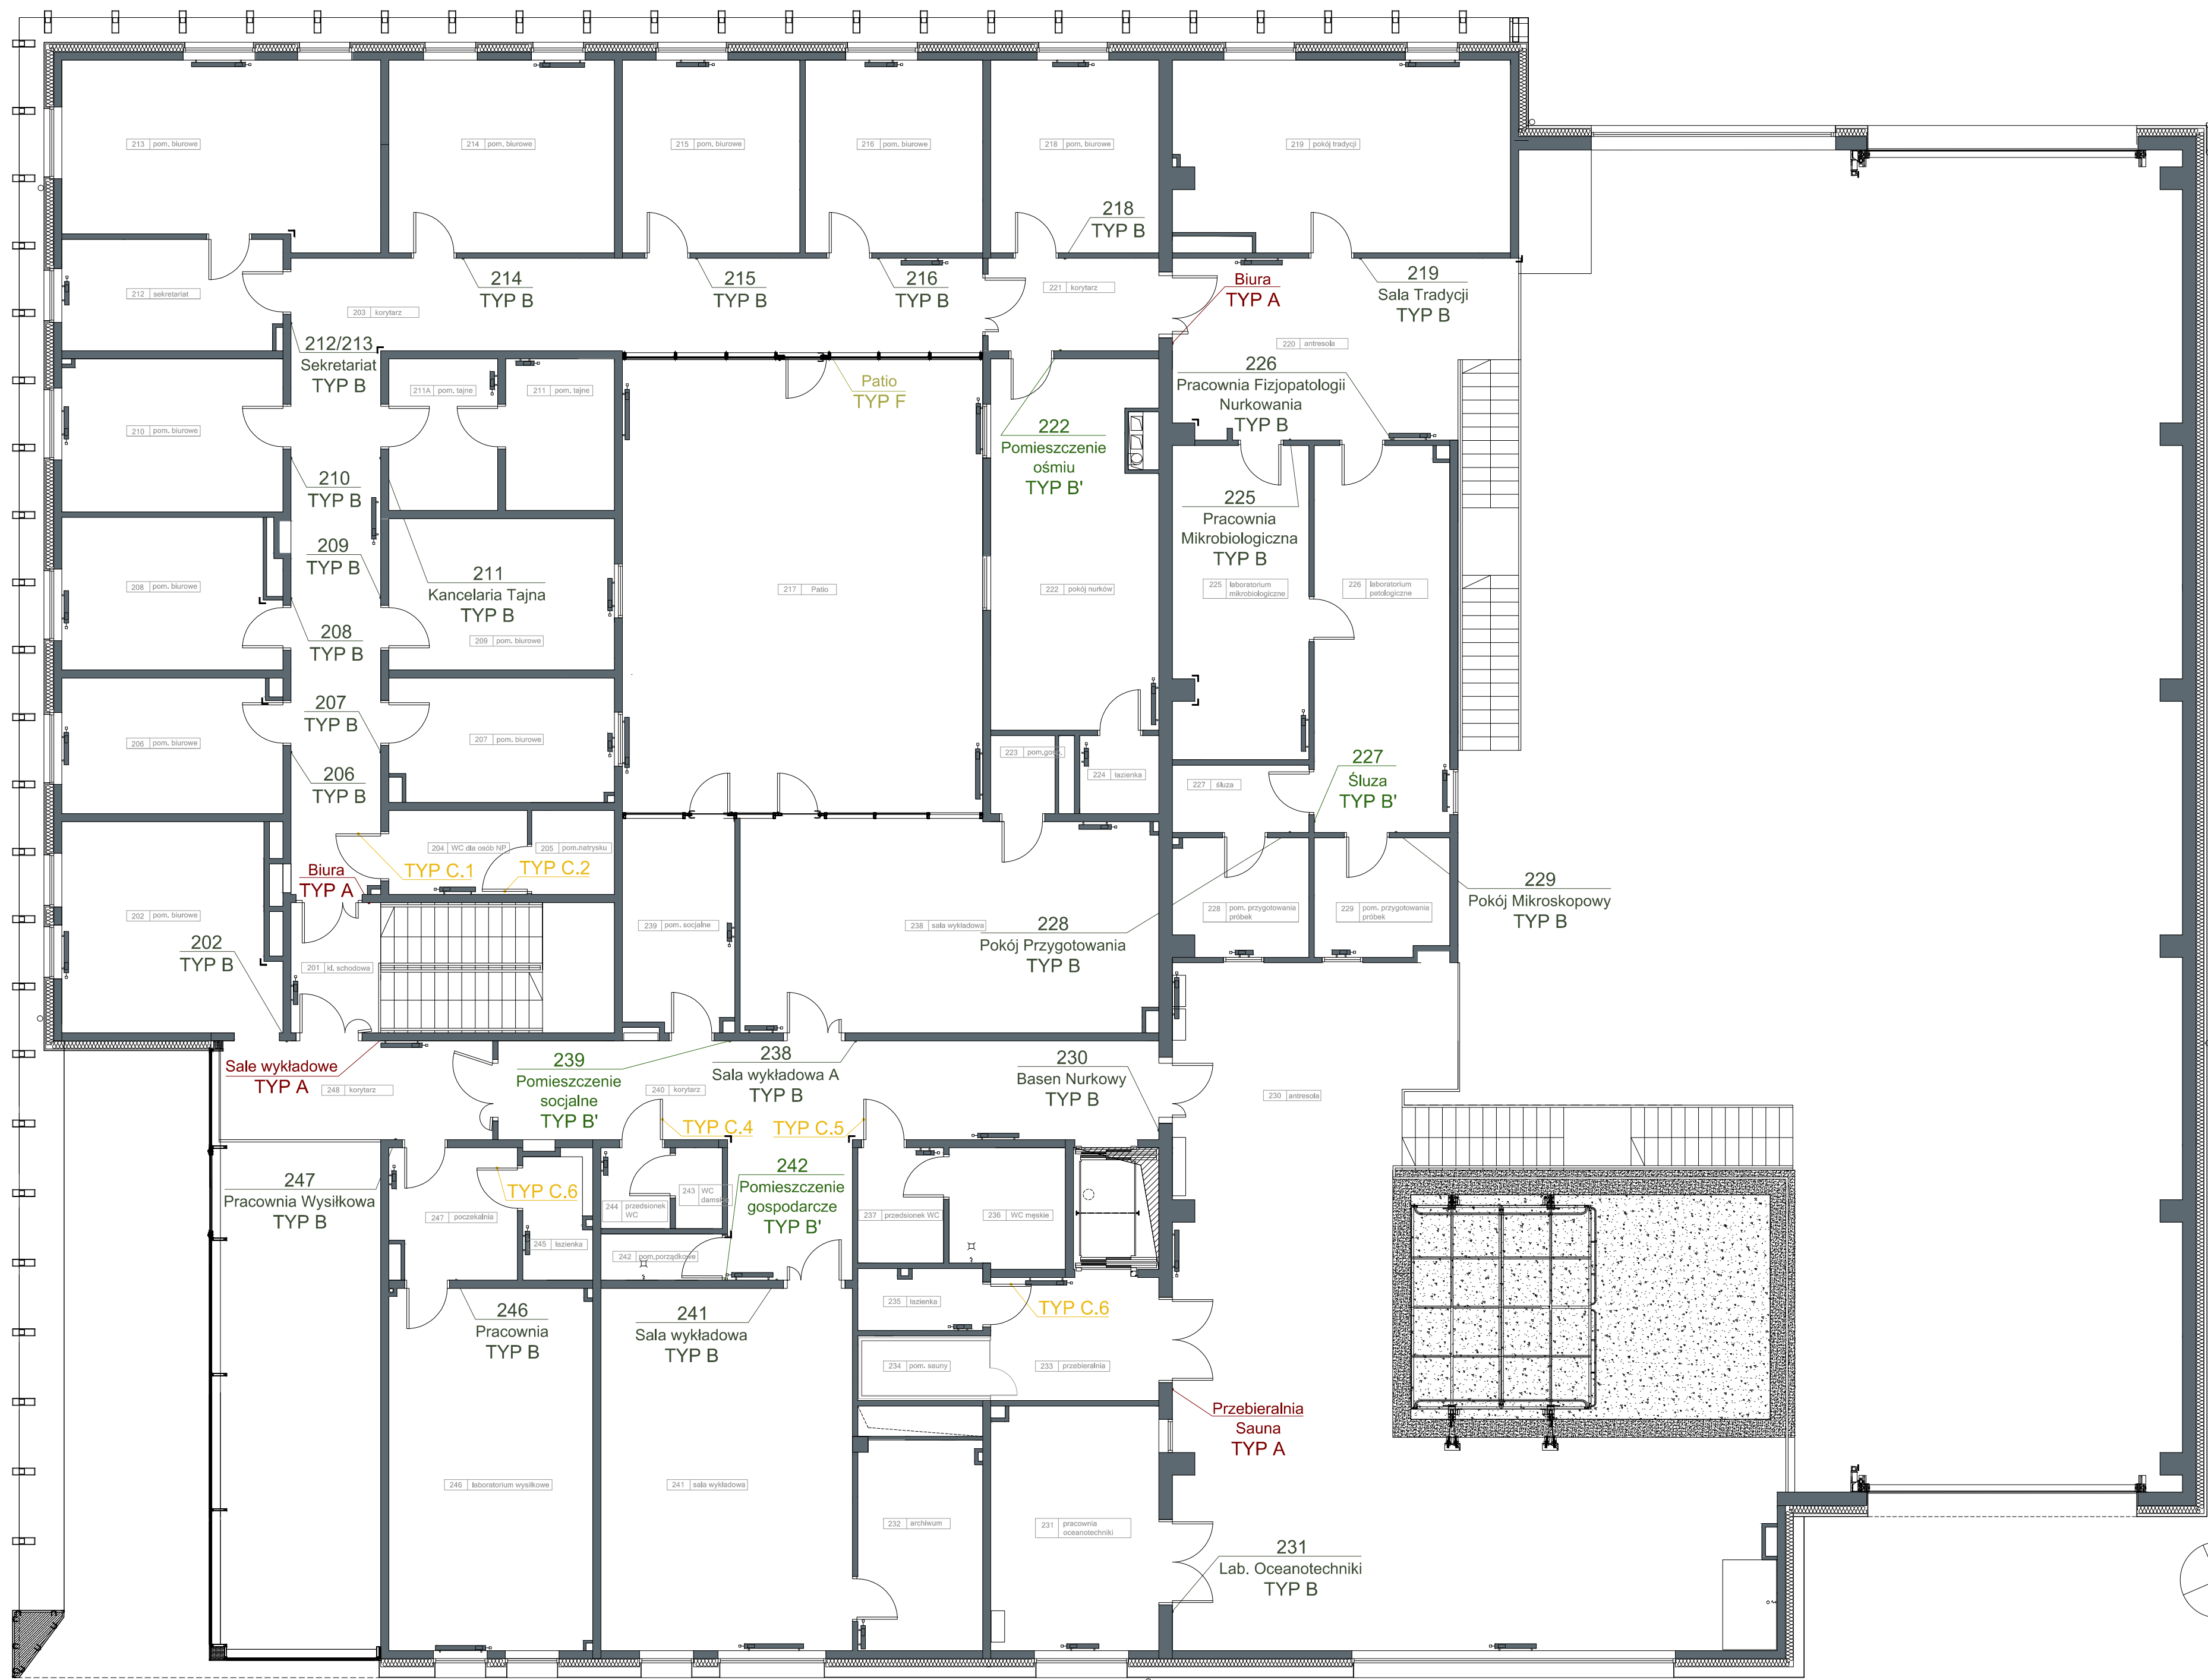 213 pom. biurowe
214 pom. biurowe
215 pom. biurowe
216 pom. biurowe
218 pom. biurowe
219 pokój tradycji
218
TYP B
212 sekretariat
203 korytarz
214
TYP B
215
TYP B
216
TYP B
221 korytarz
Biura
TYP A
219
Sala Tradycji
TYP B
220 antresola
212/213
Sekretariat
TYP B
211A pom. tajne
211 pom. tajne
Patio
TYP F
226
Pracownia Fizjopatologii
Nurkowania
TYP B
210 pom. biurowe
222
Pomieszczenie
ośmiu
TYP B'
210
TYP B
225
Pracownia
Mikrobiologiczna
TYP B
209
TYP B
211
Kancelaria Tajna
TYP B
208 pom. biurowe
217 Patio
222 pokój nurków
225 laboratorium
mikrobiologiczne
226 laboratorium
patologiczne
208
TYP B
209 pom. biurowe
207
TYP B
206 pom. biurowe
207 pom. biurowe
223 pom.gosp.
224 łazienka
206
TYP B
227 śluza
227
Śluza
TYP B'
204 WC dla osób NP
205 pom.natrysku
TYP C.1
TYP C.2
Biura
TYP A
202 pom. biurowe
202
TYP B
201 kl. schodowa
239 pom. socjalne
238 sala wykładowa
228
Pokój Przygotowania
TYP B
228 pom. przygotowania
próbek
229 pom. przygotowania
próbek
229
Pokój Mikroskopowy
TYP B
Sale wykładowe
TYP A
248 korytarz
239
Pomieszczenie
socjalne
TYP B'
240 korytarz
238
Sala wykładowa A
TYP B
230
Basen Nurkowy
TYP B
230 antresola
TYP C.4
TYP C.5
247
Pracownia Wysiłkowa
TYP B
247 poczekalnia
TYP C.6
245 łazienka
244 przedsionek
WC
243 WC
damskie
242
Pomieszczenie
gospodarcze
TYP B'
242 pom.porządkowe
237 przedsionek WC
236 WC męskie
235 łazienka
TYP C.6
246
Pracownia
TYP B
241
Sala wykładowa
TYP B
234 pom. sauny
233 przebieralnia
Przebieralnia
Sauna
TYP A
246 laboratorium wysiłkowe
241 sala wykładowa
232 archiwum
231 pracownia
oceanotechniki
231
Lab. Oceanotechniki
TYP B